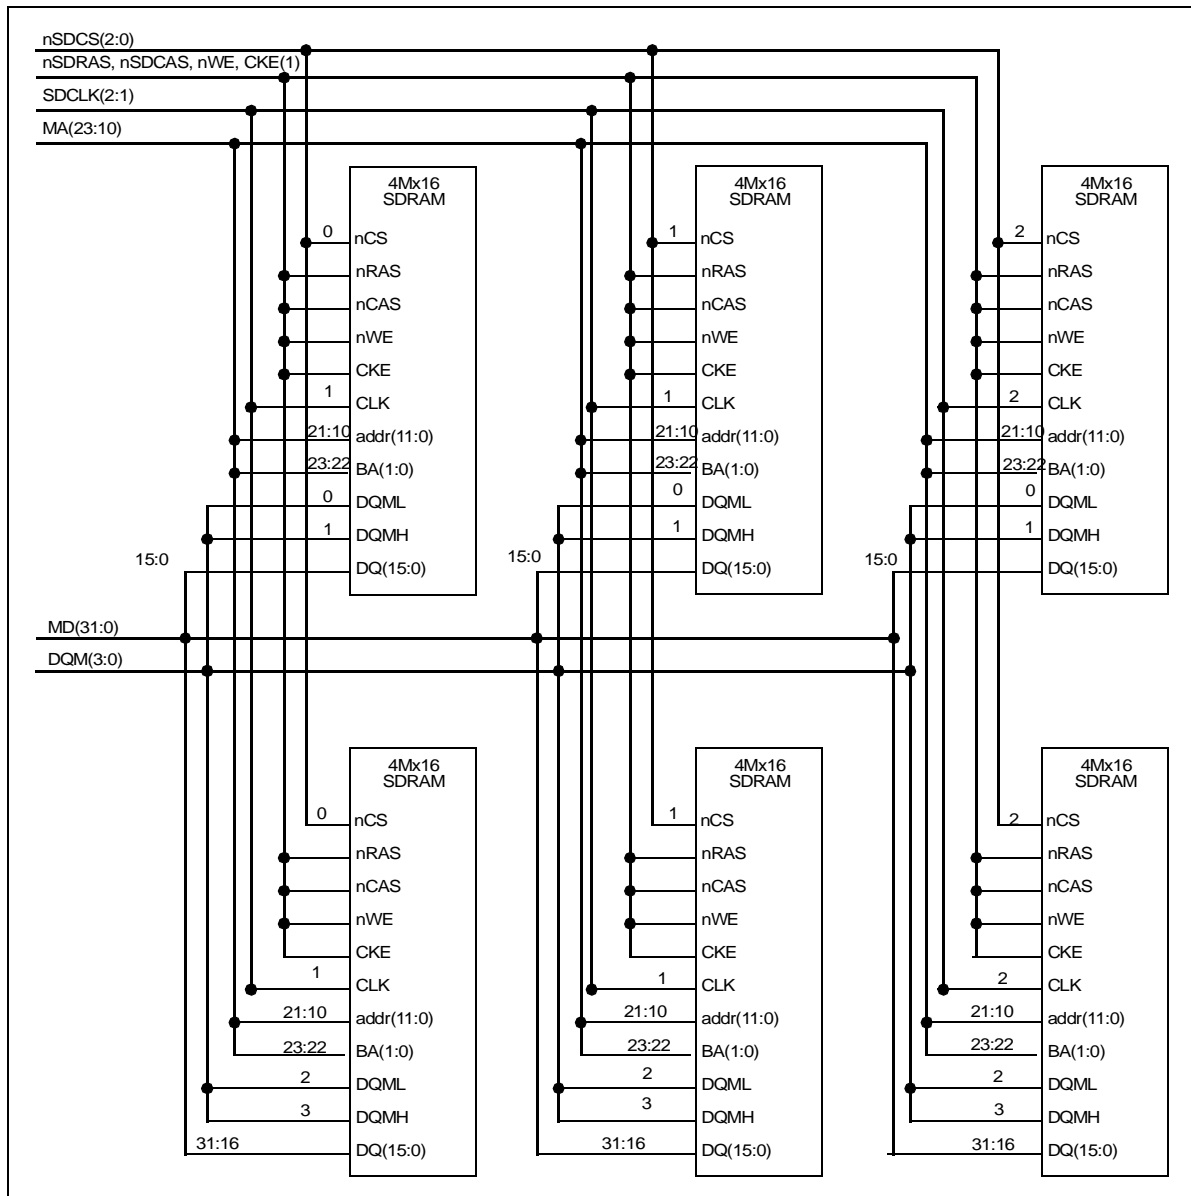 nSDCS(2:0)
nSDRAS, nSDCAS, nWE, CKE(1)
SDCLK(2:1)
MA(23:10)
4Mx16
SDRAM
0 nCS
nRAS
nCAS
nWE
CKE
1 CLK
21:10 addr(11:0)
23:22 BA(1:0)
0 DQML
1 DQMH
15:0 DQ(15:0)
4Mx16
SDRAM
1 nCS
nRAS
nCAS
nWE
CKE
1 CLK
21:10 addr(11:0)
23:22 BA(1:0)
0 DQML
1 DQMH
15:0 DQ(15:0)
4Mx16
SDRAM
2 nCS
nRAS
nCAS
nWE
CKE
2 CLK
21:10 addr(11:0)
23:22 BA(1:0)
0 DQML
1 DQMH
15:0 DQ(15:0)
MD(31:0)
DQM(3:0)
4Mx16
SDRAM
0 nCS
nRAS
nCAS
nWE
CKE
1 CLK
21:10 addr(11:0)
23:22 BA(1:0)
2 DQML
3 DQMH
31:16 DQ(15:0)
4Mx16
SDRAM
1 nCS
nRAS
nCAS
nWE
CKE
1 CLK
21:10 addr(11:0)
23:22 BA(1:0)
2 DQML
3 DQMH
31:16 DQ(15:0)
4Mx16
SDRAM
2 nCS
nRAS
nCAS
nWE
CKE
2 CLK
21:10 addr(11:0)
23:22 BA(1:0)
2 DQML
3 DQMH
31:16 DQ(15:0)